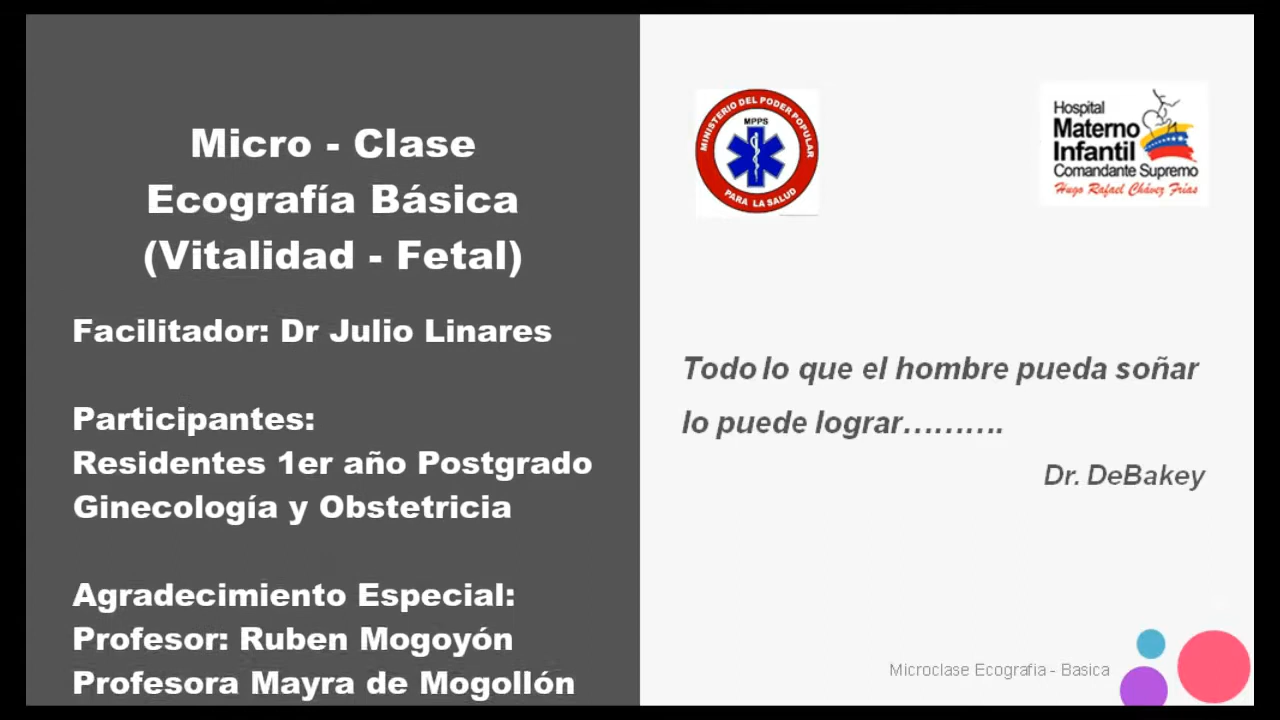 Micro - Clase
Ecografía Básica
(Vitalidad - Fetal)
Facilitador: Dr Julio Linares
Participantes:
Residentes 1er año Postgrado
Ginecología y Obstetricia
Agradecimiento Especial:
Profesor: Ruben Mogoyón
Profesora Mayra de Mogollón
MINISTERIO DEL PODER POPULAR
MPPS
PARA LA SALUD
Hospital
Materno
Infantil
Comandante Supremo
Hugo Rafael Chávez Frías
Todo lo que el hombre pueda soñar
lo puede lograr……….
Dr. DeBakey
Microclase Ecografia - Basica